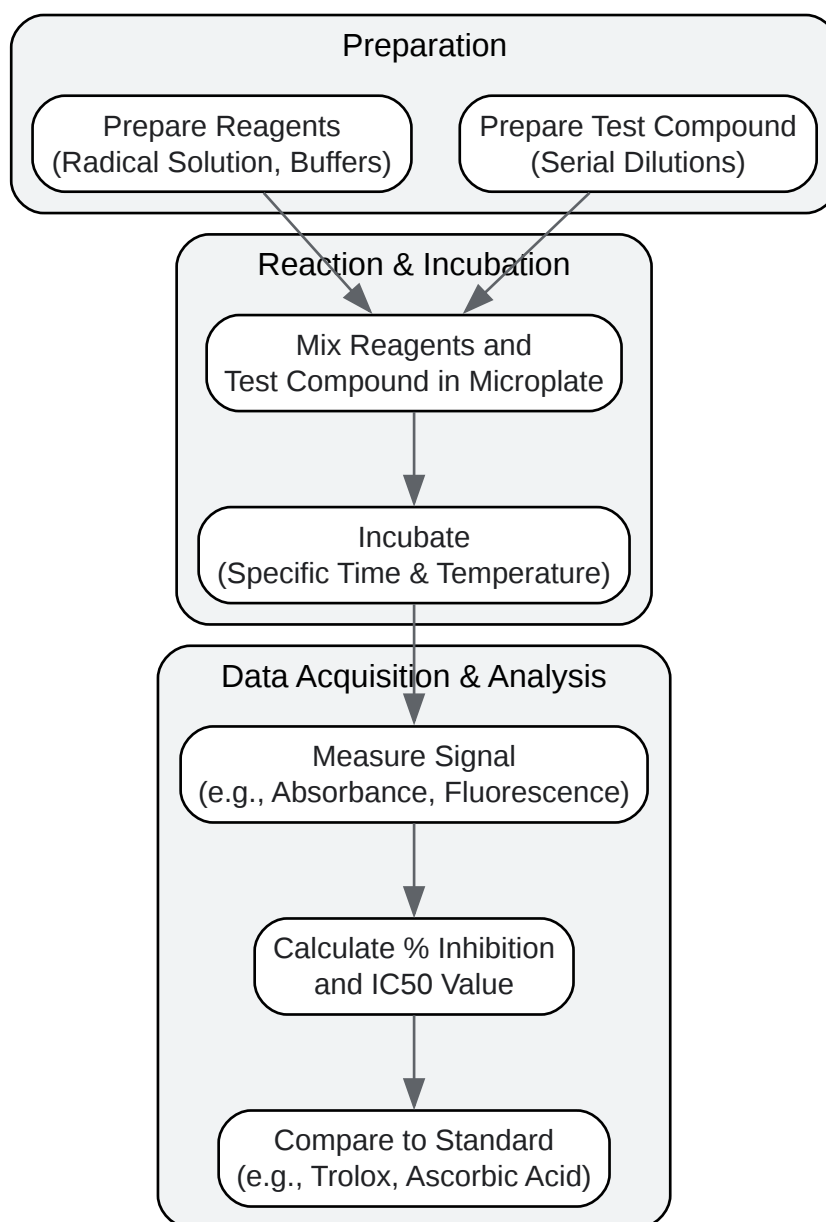 Preparation
Prepare Reagents
(Radical Solution, Buffers)
Prepare Test Compound
(Serial Dilutions)
Reaction & Incubation
Mix Reagents and
Test Compound in Microplate
Incubate
(Specific Time & Temperature)
Data Acquisition & Analysis
Measure Signal
(e.g., Absorbance, Fluorescence)
Calculate % Inhibition
and IC50 Value
Compare to Standard
(e.g., Trolox, Ascorbic Acid)